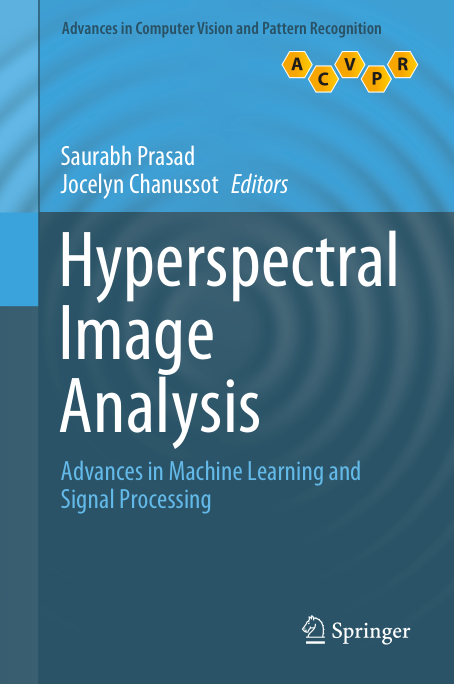 Advances in Computer Vision and Pattern Recognition
A C V P R
Saurabh Prasad
Jocelyn Chanussot Editors
Hyperspectral
Image
Analysis
Advances in Machine Learning and
Signal Processing
Springer